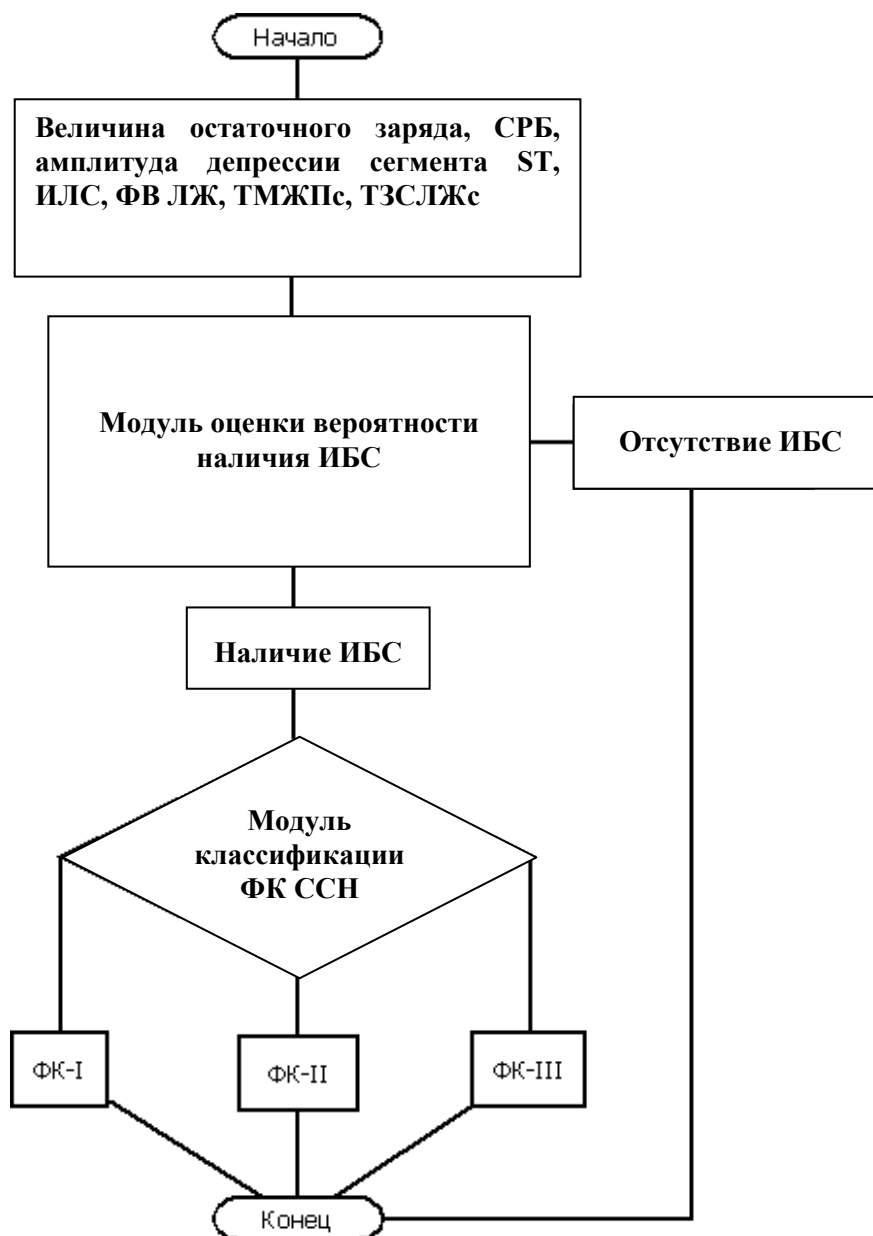 Начало
Величина остаточного заряда, СРБ,
амплитуда депрессии сегмента ST,
ИЛС, ФВ ЛЖ, ТМЖПс, ТЗСЛЖс
Модуль оценки вероятности
наличия ИБС
Отсутствие ИБС
Наличие ИБС
Модуль
классификации
ФК ССН
ФК-I
ФК-II
ФК-III
Конец